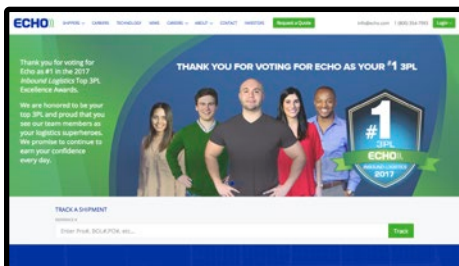 ECHO
SHIPPERS CARRIERS TECHNOLOGY NEWS CAREERS ABOUT CONTACT INVESTORS Request a Quote info@echo.com Login
Thank you for voting for
Echo as #1 in the 2017
Inbound Logistics Top 3PL
Excellence Awards.
We are honored to be your
top 3PL and proud that you
see our team members as
your logistics superheroes.
We promise to continue to
earn your confidence
every day.
THANK YOU FOR VOTING FOR ECHO AS YOUR #1 3PL
#1
3PL
ECHO
INBOUND LOGISTICS
2017
TRACK A SHIPMENT
Enter Pro#, BOL#, PO#, etc...
Track